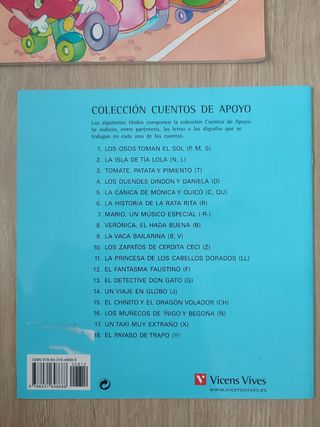 COLECCIÓN CUENTOS DE APOYO
Los siguientes títulos componen la colección Cuentos de Apoyo.
Se indican, entre paréntesis, las letras o los dígrafos que se
trabajan en cada uno de los cuentos.
1. LOS OSOS TOMAN EL SOL (P, M, S)
2. LA ISLA DE TÍA LOLA (N, L)
3. TOMATE, PATATA Y PIMIENTO (T)
4. LOS DUENDES DINDÓN Y DANIELA (D)
5. LA CANICA DE MÓNICA Y QUICO (C, QU)
6. LA HISTORIA DE LA RATA RITA (R)
7. MARIO, UN MÚSICO ESPECIAL (-R-)
8. VERÓNICA, EL HADA BUENA (B)
9. LA VACA BAILARINA (B, V)
10. LOS ZAPATOS DE CERDITA CECI (Z)
11. LA PRINCESA DE LOS CABELLOS DORADOS (LL)
12. EL FANTASMA FAUSTINO (F)
13. EL DETECTIVE DON GATO (G)
14. UN VIAJE EN GLOBO (J)
15. EL CHINITO Y EL DRAGÓN VOLADOR (CH)
16. LOS MUÑECOS DE ÍÑIGO Y BEGOÑA (Ñ)
17. UN TAXI MUY EXTRAÑO (X)
18. EL PAYASO DE TRAPO (Y)
Vicens Vives
www.vicensvives.es